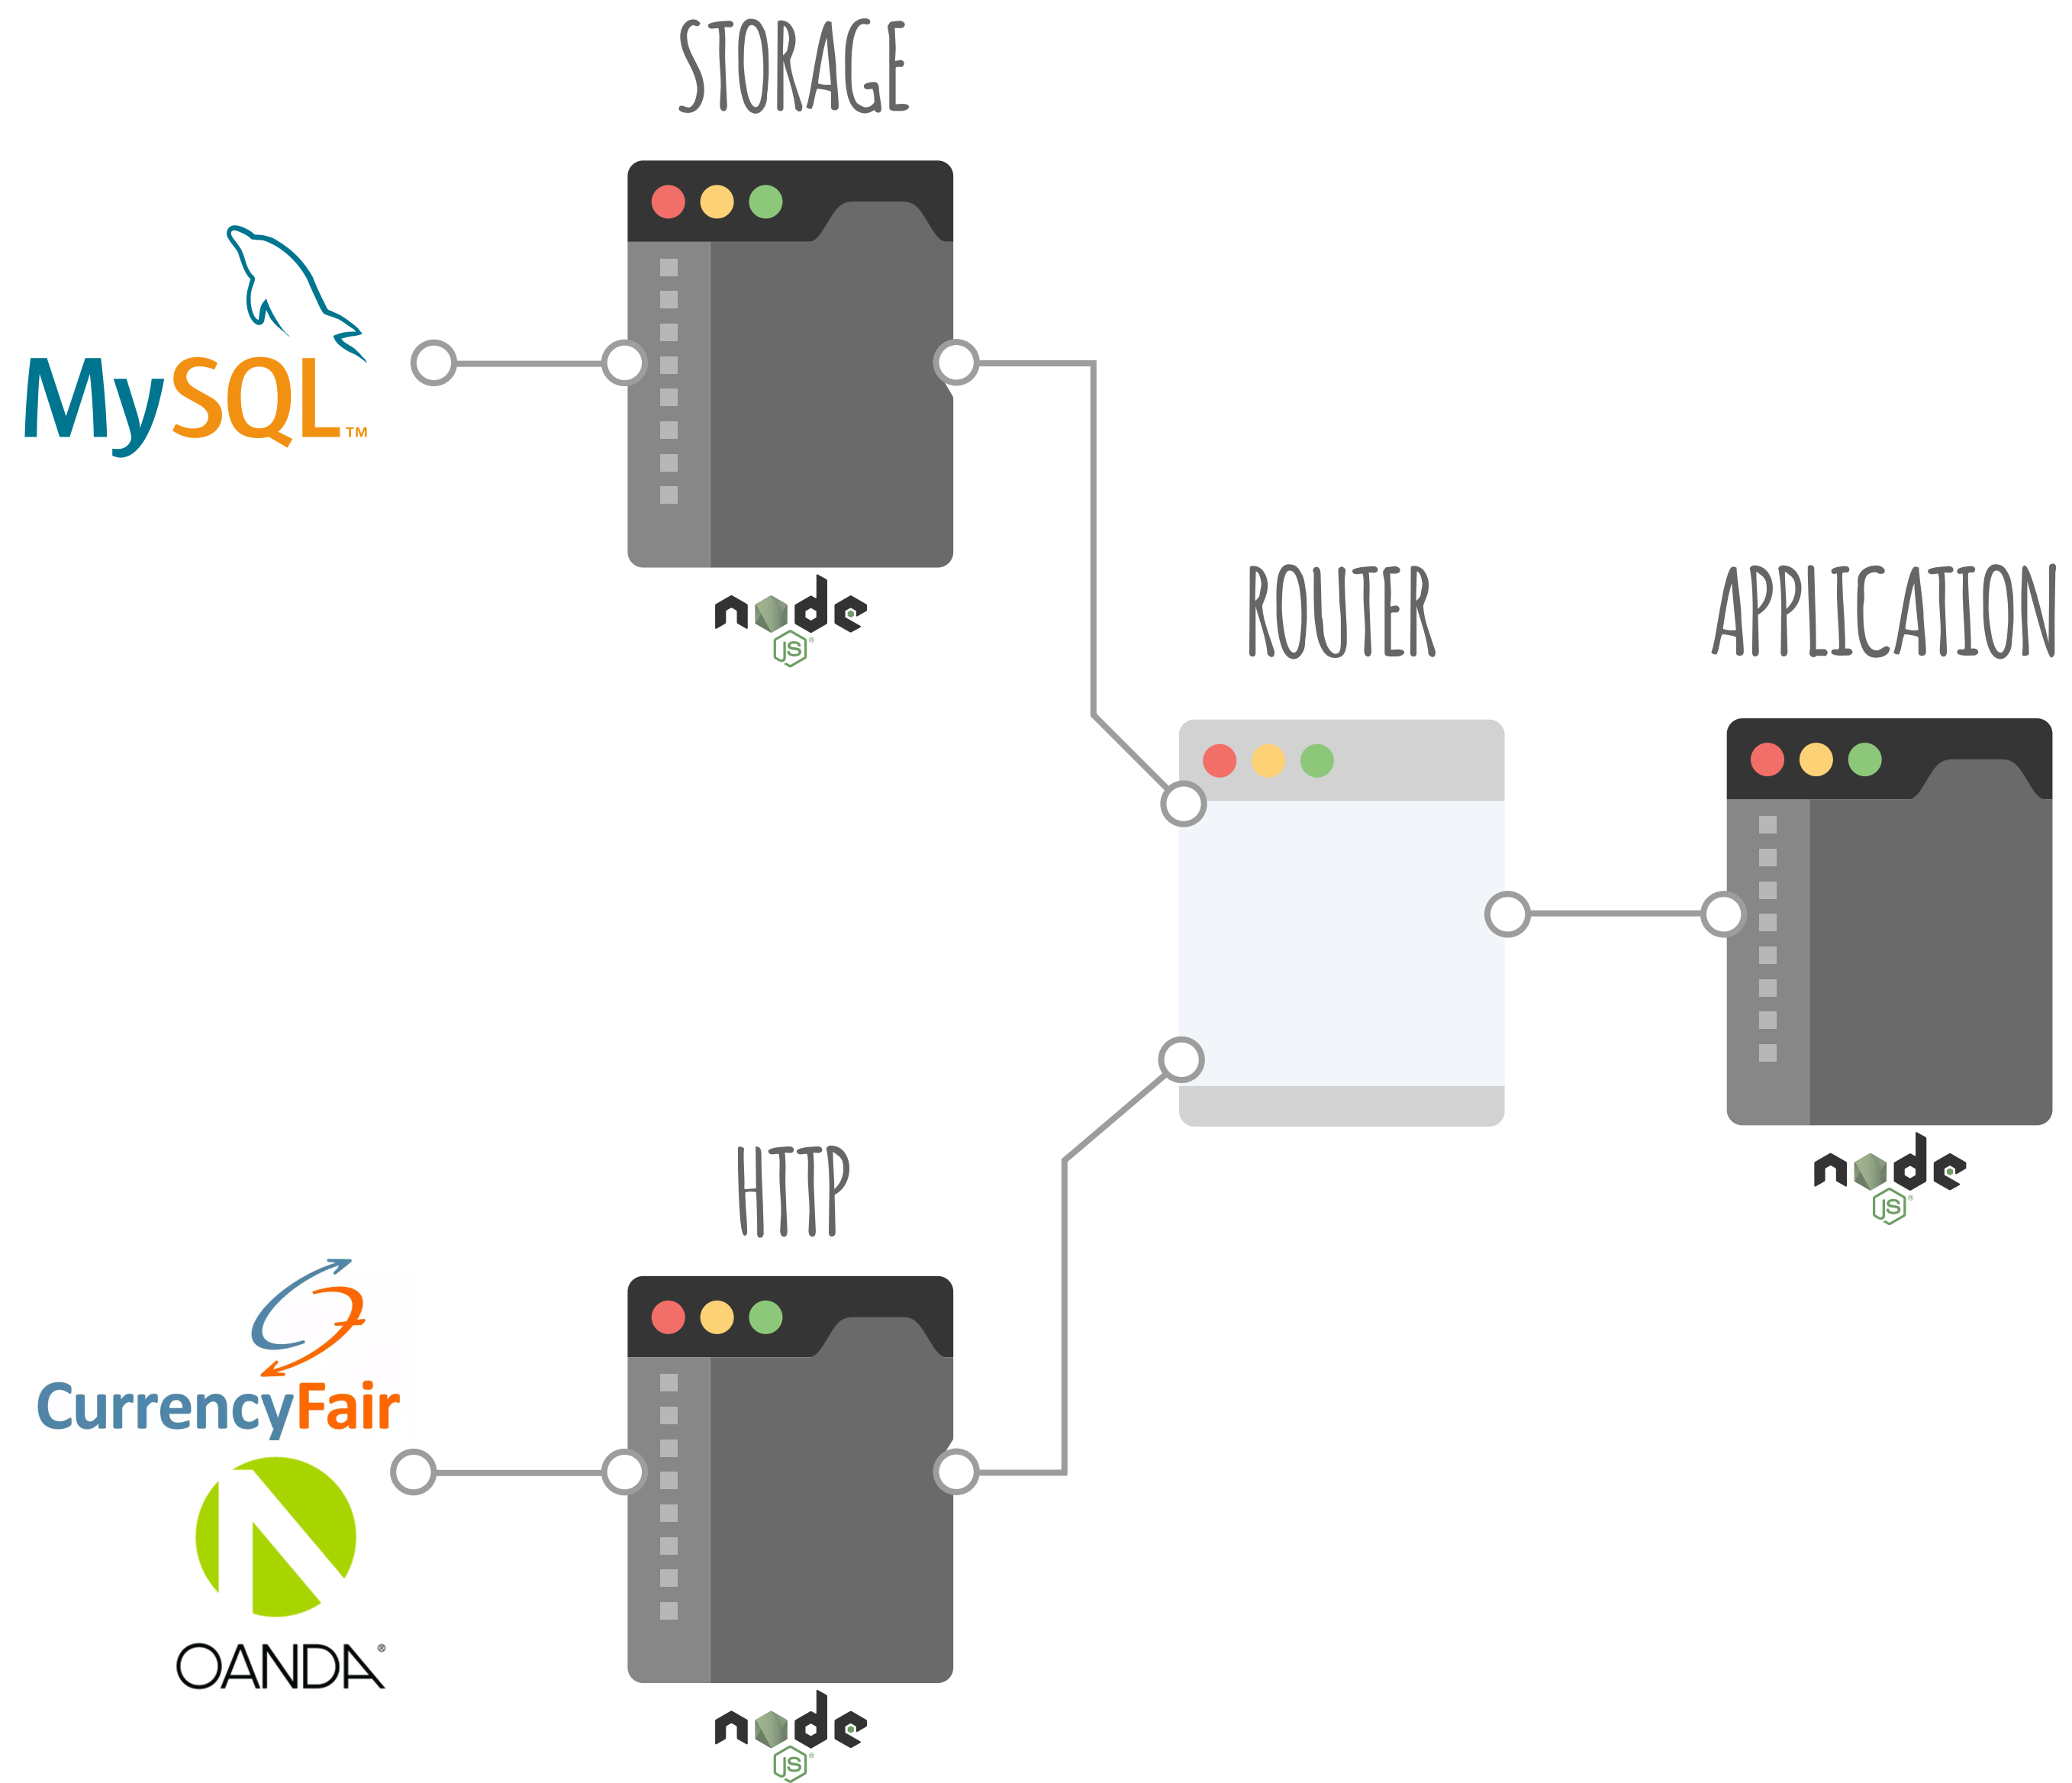 STORAGE
MySQL™
node
JS®
ROUTER
APPLICATION
node
JS®
HTTP
CurrencyFair
OANDA®
node
JS®